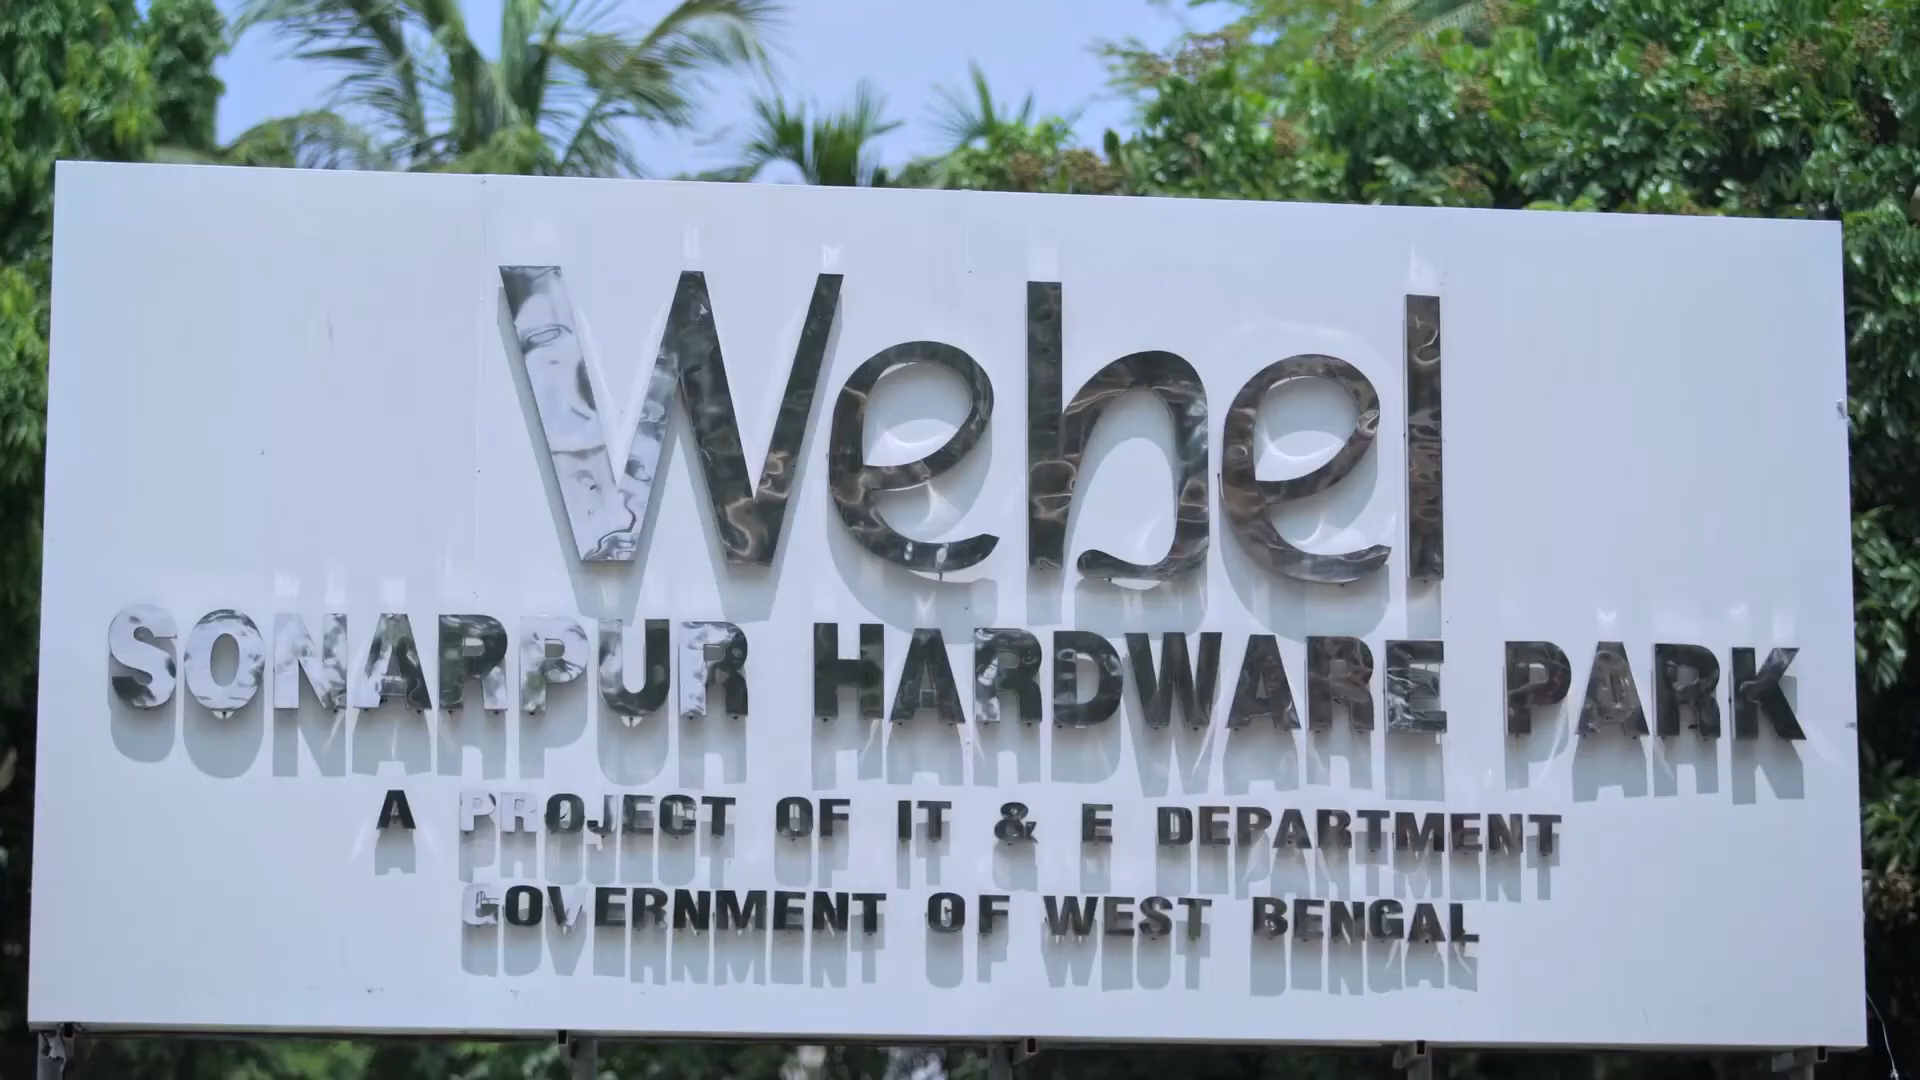 Webel
SONARPUR HARDWARE PARK
A PROJECT OF IT & E DEPARTMENT
GOVERNMENT OF WEST BENGAL